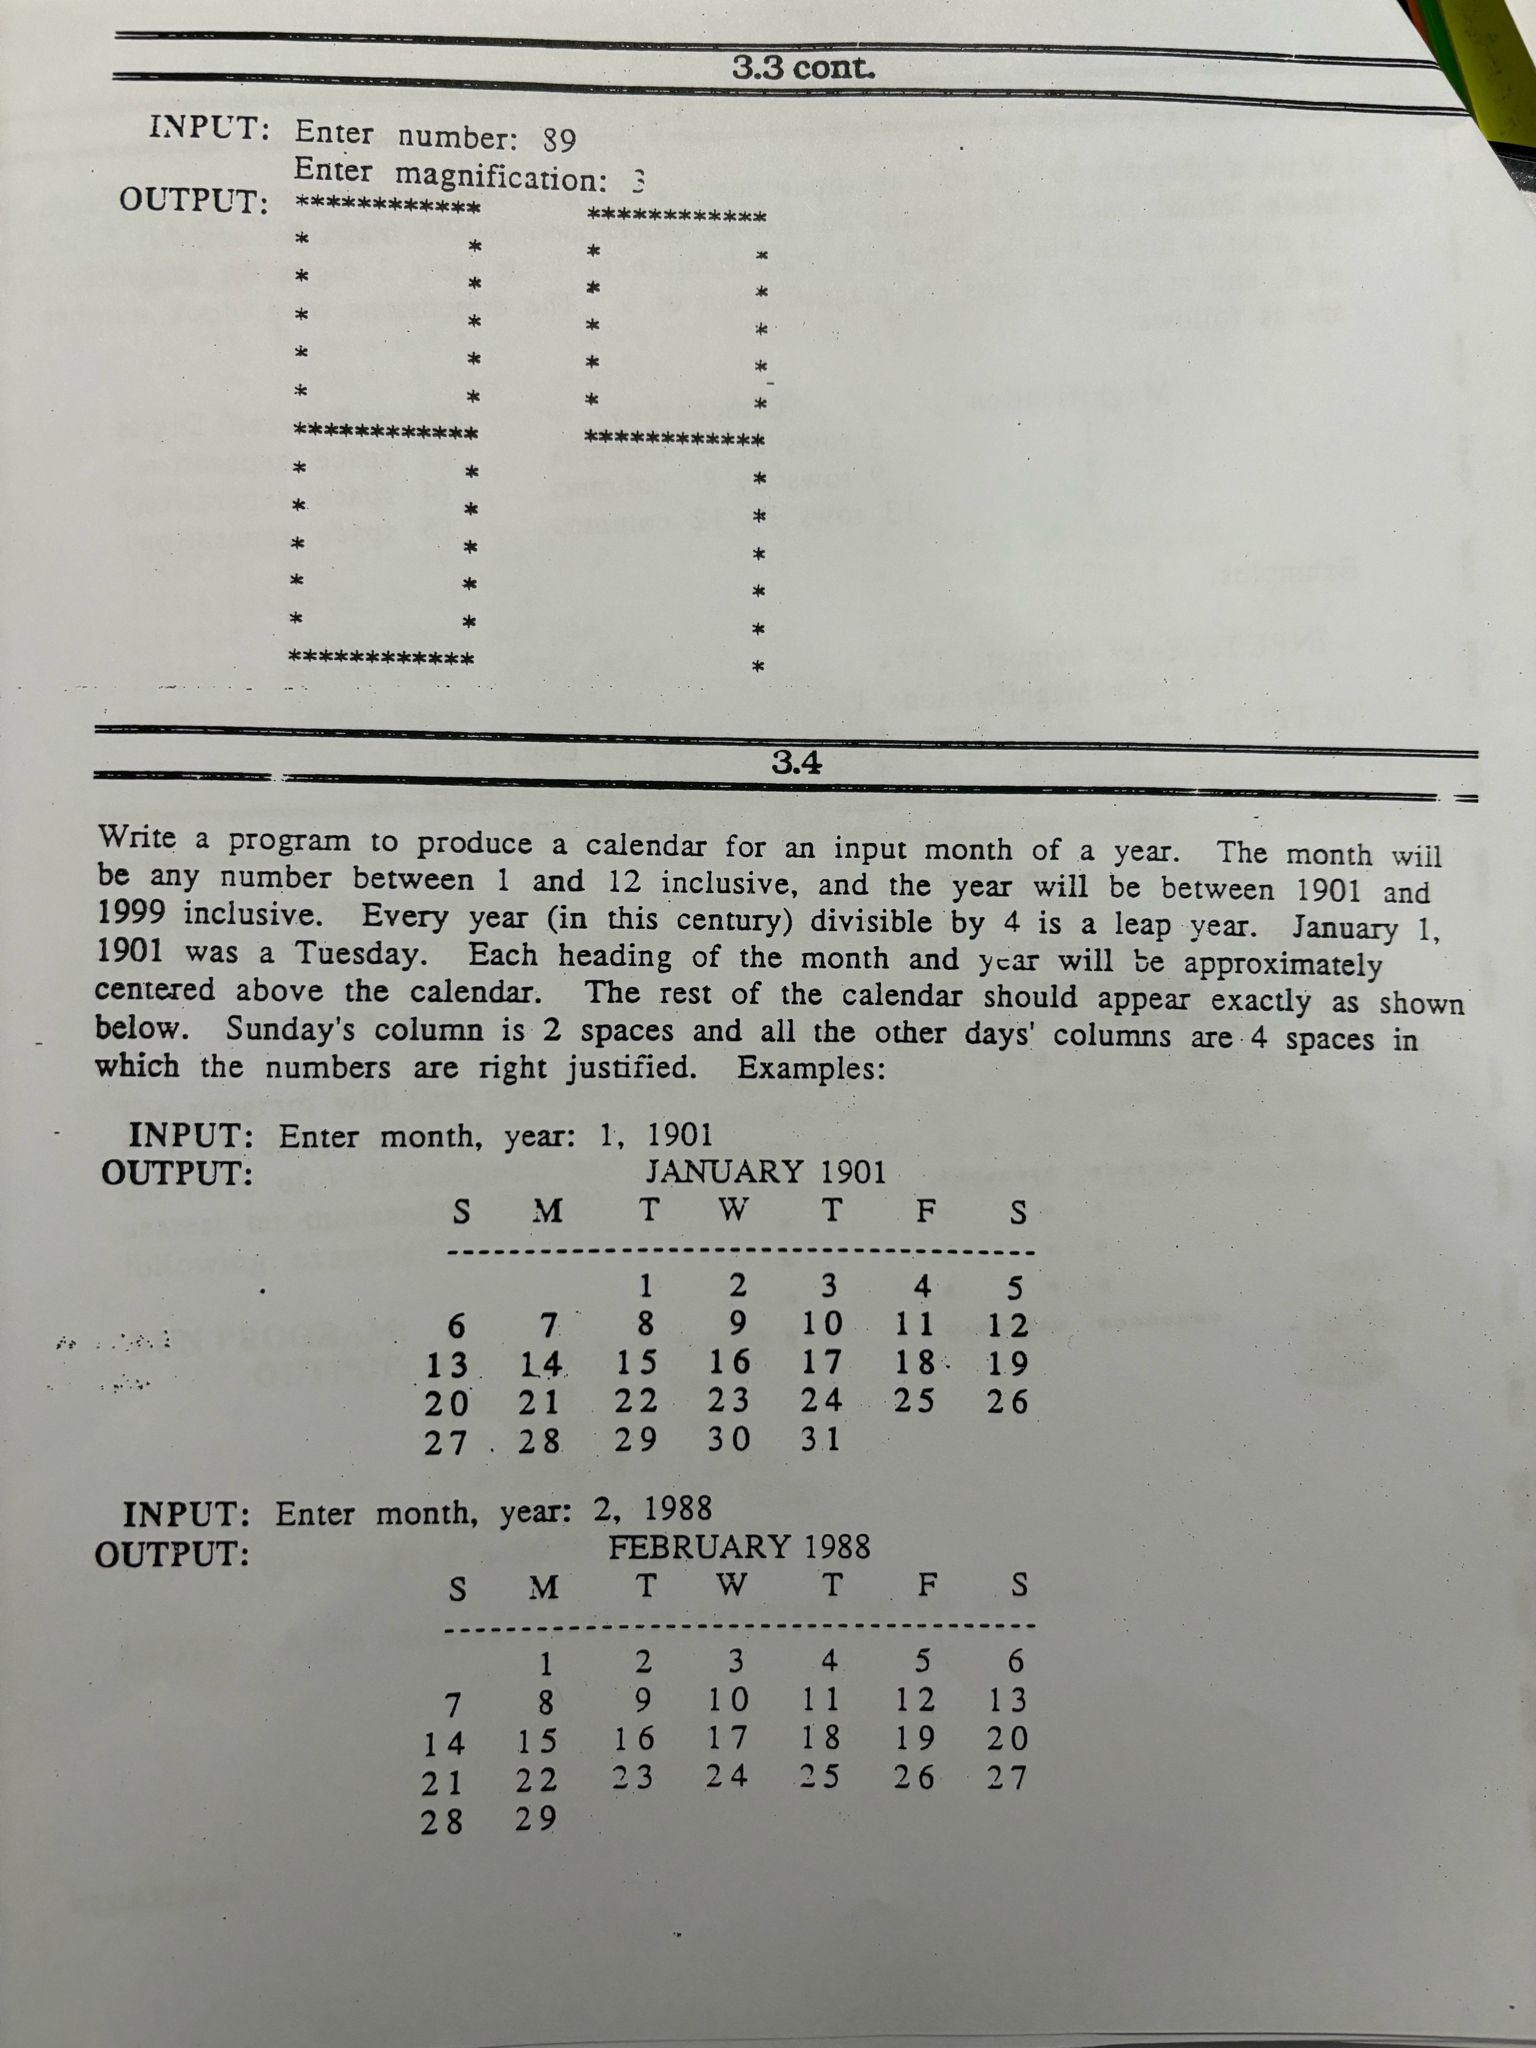 3.3 cont.
INPUT: Enter number: 89
Enter magnification: 3
OUTPUT: ************ ************
* * * *
* * * *
* * * *
* * * *
* * * *
************ ************
* * *
* * *
* * *
* * *
* * *
************ *
3.4
Write a program to produce a calendar for an input month of a year. The month will
be any number between 1 and 12 inclusive, and the year will be between 1901 and
1999 inclusive. Every year (in this century) divisible by 4 is a leap year. January 1,
1901 was a Tuesday. Each heading of the month and year will be approximately
centered above the calendar. The rest of the calendar should appear exactly as shown
below. Sunday's column is 2 spaces and all the other days' columns are 4 spaces in
which the numbers are right justified. Examples:
INPUT: Enter month, year: 1, 1901
OUTPUT: JANUARY 1901
S M T W T F S
--------------------------------------
1 2 3 4 5
6 7 8 9 10 11 12
13 14 15 16 17 18 19
20 21 22 23 24 25 26
27 28 29 30 31
INPUT: Enter month, year: 2, 1988
OUTPUT: FEBRUARY 1988
S M T W T F S
--------------------------------------
1 2 3 4 5 6
7 8 9 10 11 12 13
14 15 16 17 18 19 20
21 22 23 24 25 26 27
28 29